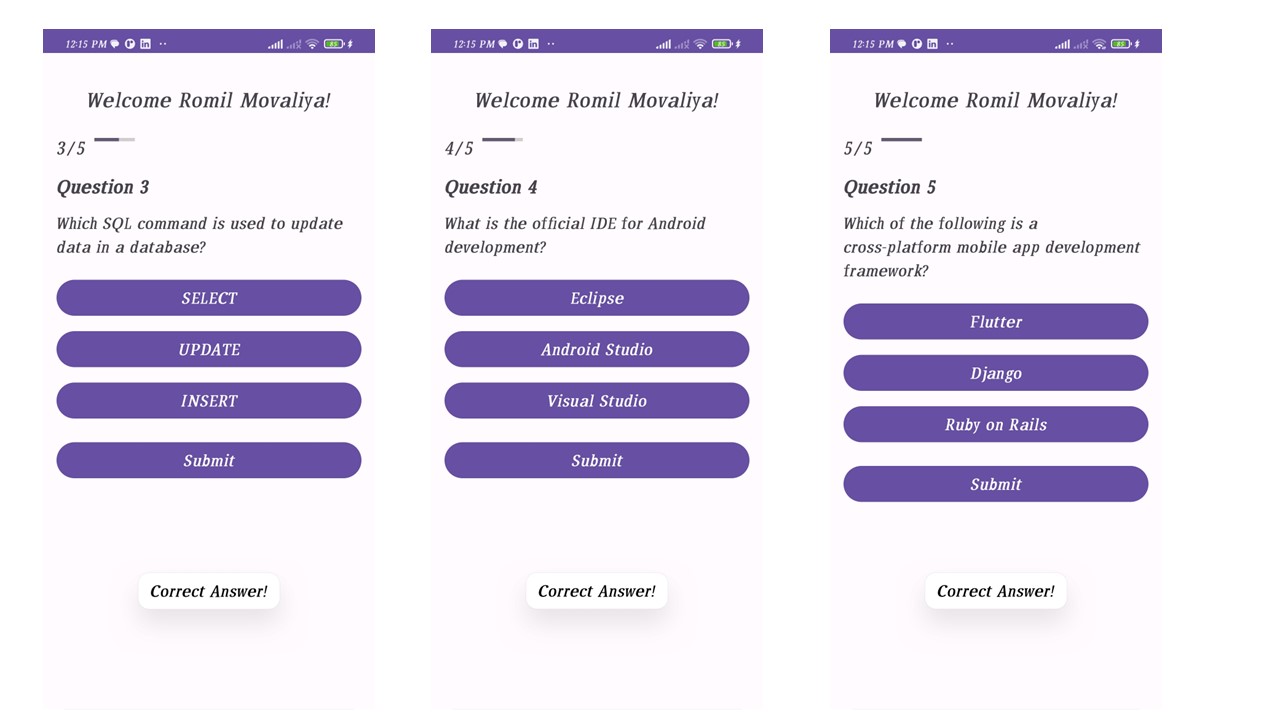 12:15 PM
85
Welcome Romil Movaliya!
3/5
Question 3
Which SQL command is used to update
data in a database?
SELECT
UPDATE
INSERT
Submit
Correct Answer!
12:15 PM
85
Welcome Romil Movaliya!
4/5
Question 4
What is the official IDE for Android
development?
Eclipse
Android Studio
Visual Studio
Submit
Correct Answer!
12:15 PM
85
Welcome Romil Movaliya!
5/5
Question 5
Which of the following is a
cross-platform mobile app development
framework?
Flutter
Django
Ruby on Rails
Submit
Correct Answer!